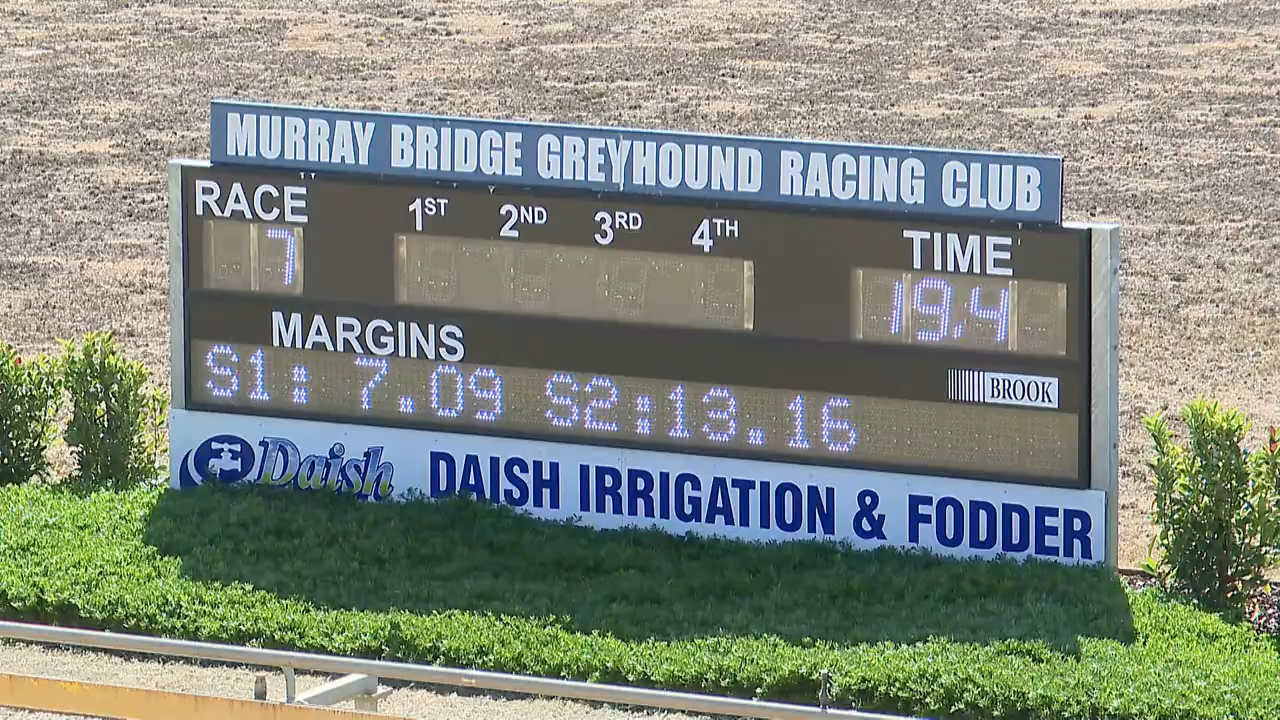 MURRAY BRIDGE GREYHOUND RACING CLUB
RACE 1ST 2ND 3RD 4TH TIME
7 19.4
MARGINS
S1: 7.09 S2:13.16
BROOK
Daish DAISH IRRIGATION & FODDER